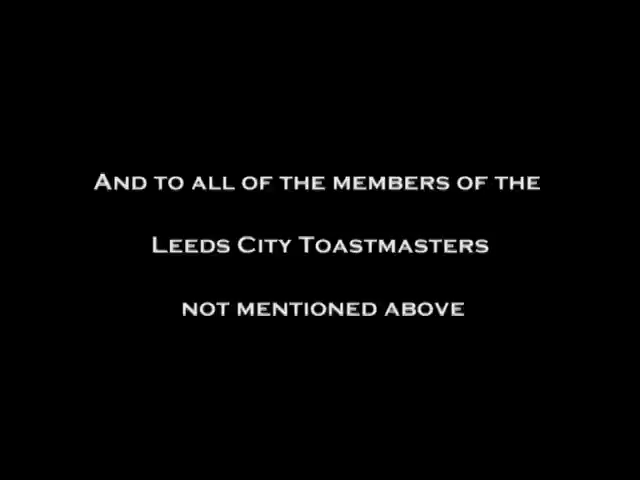 And to all of the members of the
Leeds City Toastmasters
not mentioned above